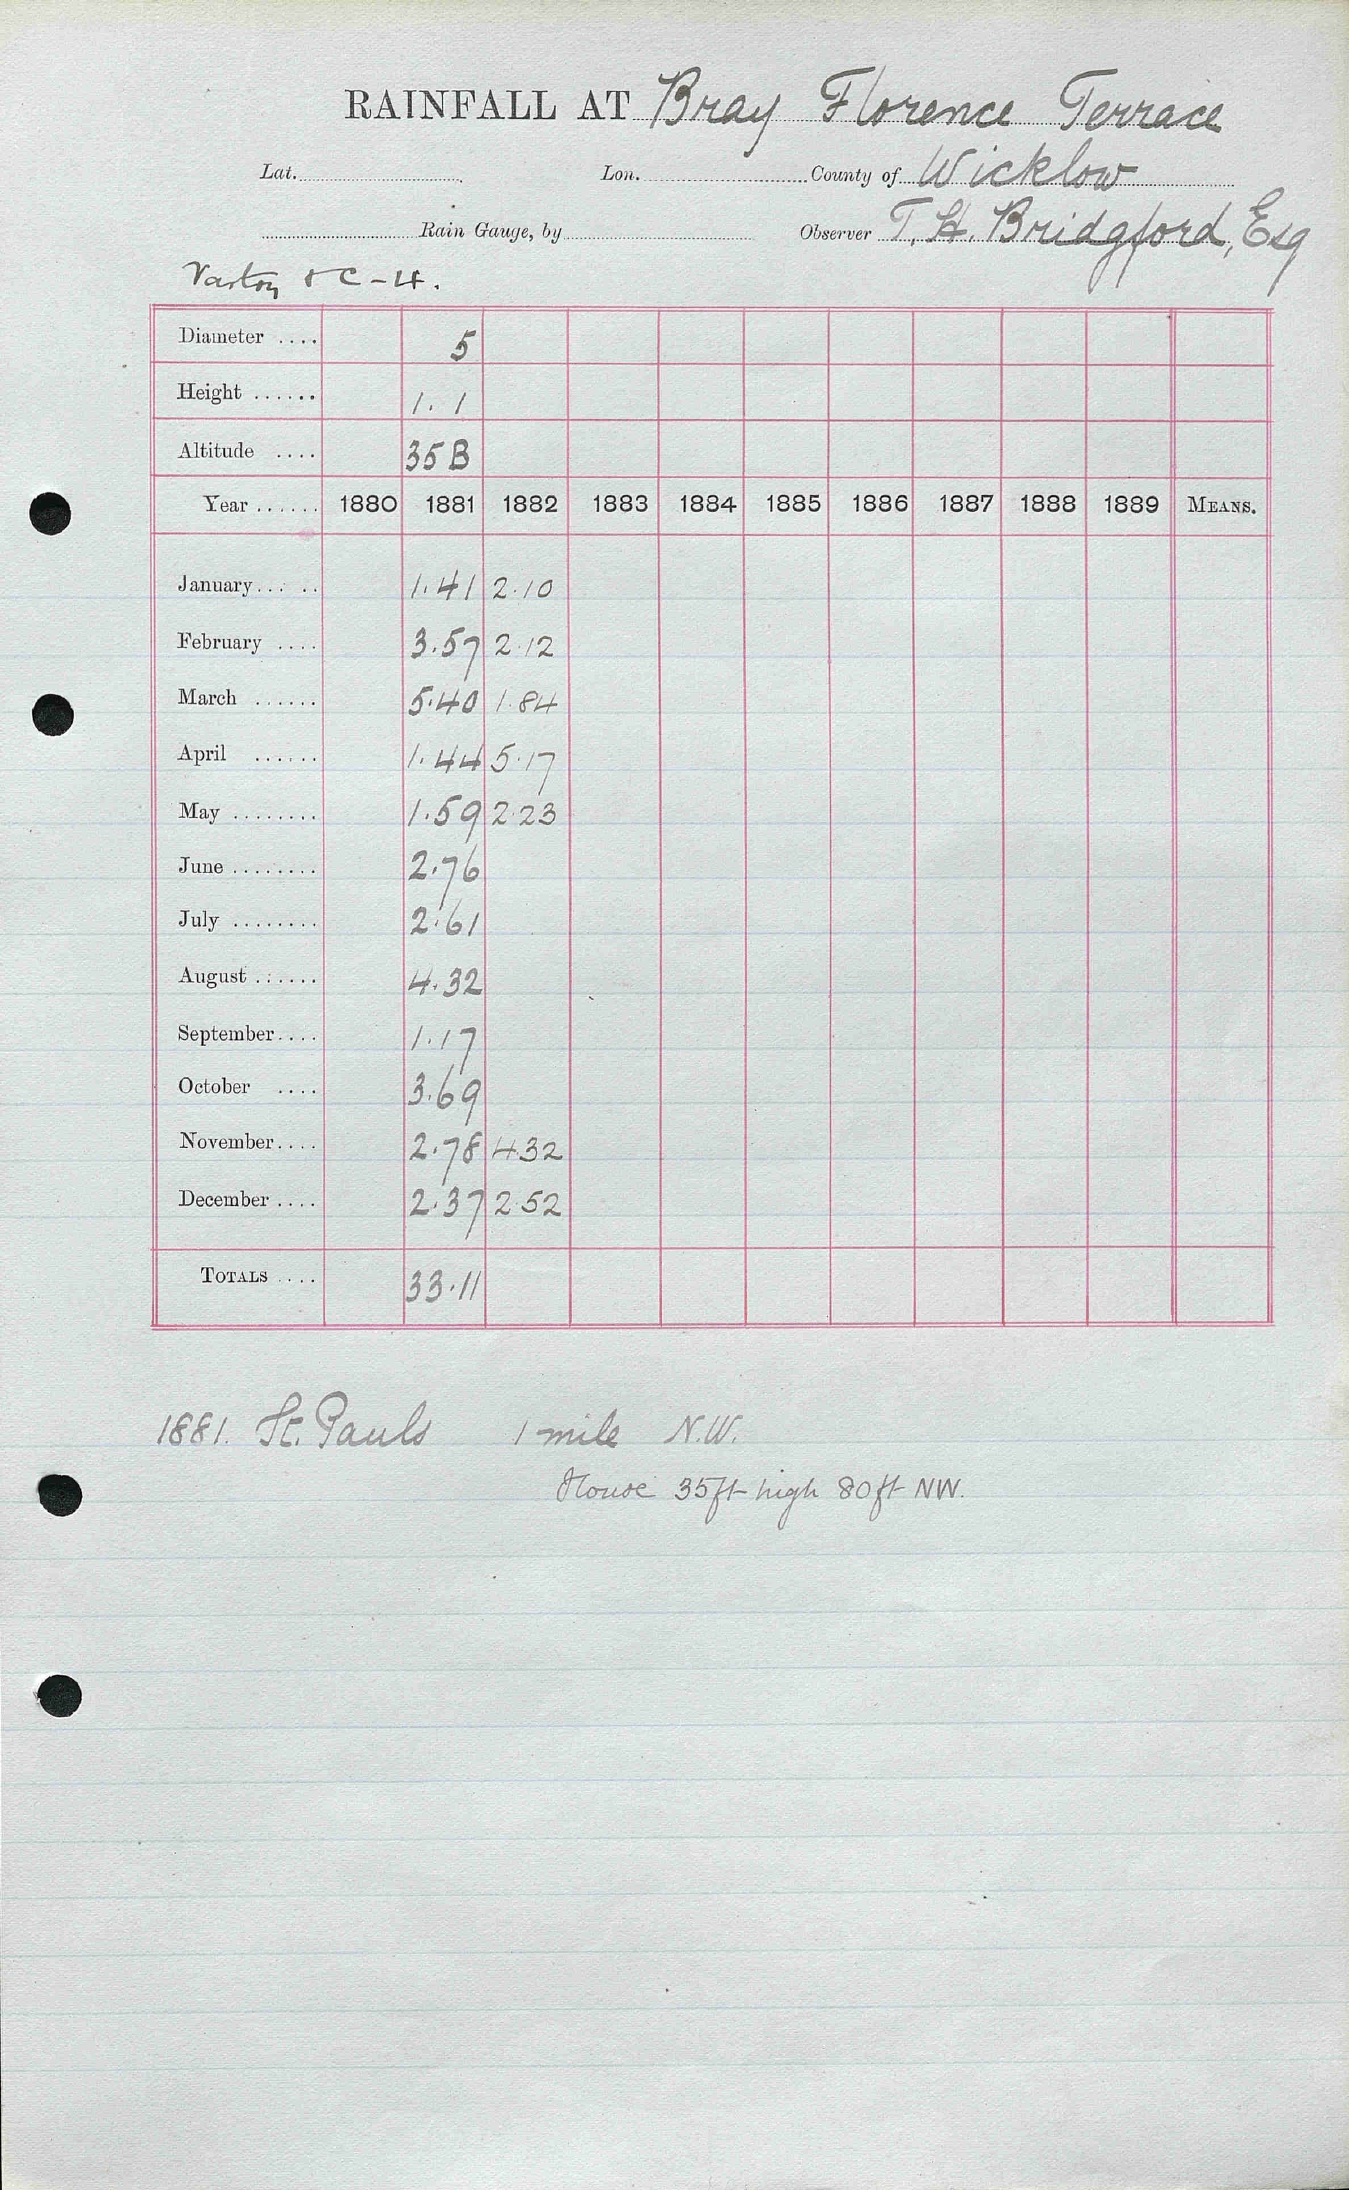 RAINFALL AT Bray Florence Terrace
Lat. Lon. County of Wicklow
Rain Gauge, by Observer T. H. Bridgford, Esq
& C - 4.
Diameter .... 5
Height ...... 1. 1
Altitude .... 35 B
Year ...... 1880 1881 1882 1883 1884 1885 1886 1887 1888 1889 MEANS.
January ... .. 1.41 2.10
February .... 3.57 2.12
March ...... 5.40 1.84
April ...... 1.44 5.17
May ........ 1.59 2.23
June ........ 2.76
July ........ 2.61
August ...... 4.32
September .... 1.17
October .... 3.69
November .... 2.78 4.32
December .... 2.37 2.52
TOTALS .... 33.11
1881. St. Pauls 1 mile N.W.
House 35ft high 80ft NW.